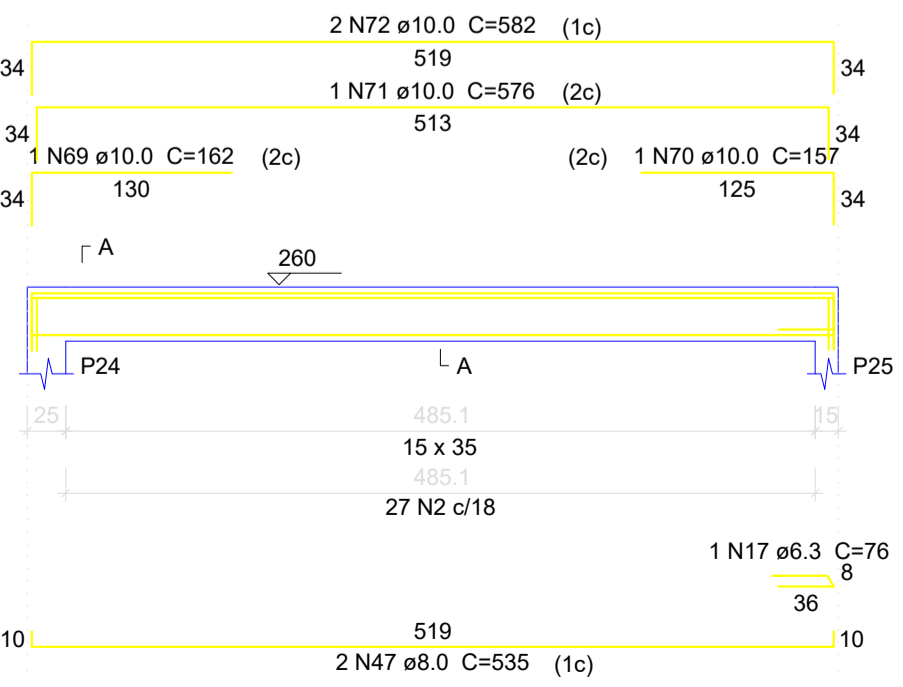 2 N72 ø10.0 C=582 (1c)
519
34
34
1 N71 ø10.0 C=576 (2c)
513
34
34
1 N69 ø10.0 C=162 (2c)
(2c) 1 N70 ø10.0 C=157
130
125
34
34
A
260
P24
A
P25
25
485.1
15
15 x 35
485.1
27 N2 c/18
1 N17 ø6.3 C=76
8
36
10
519
10
2 N47 ø8.0 C=535 (1c)